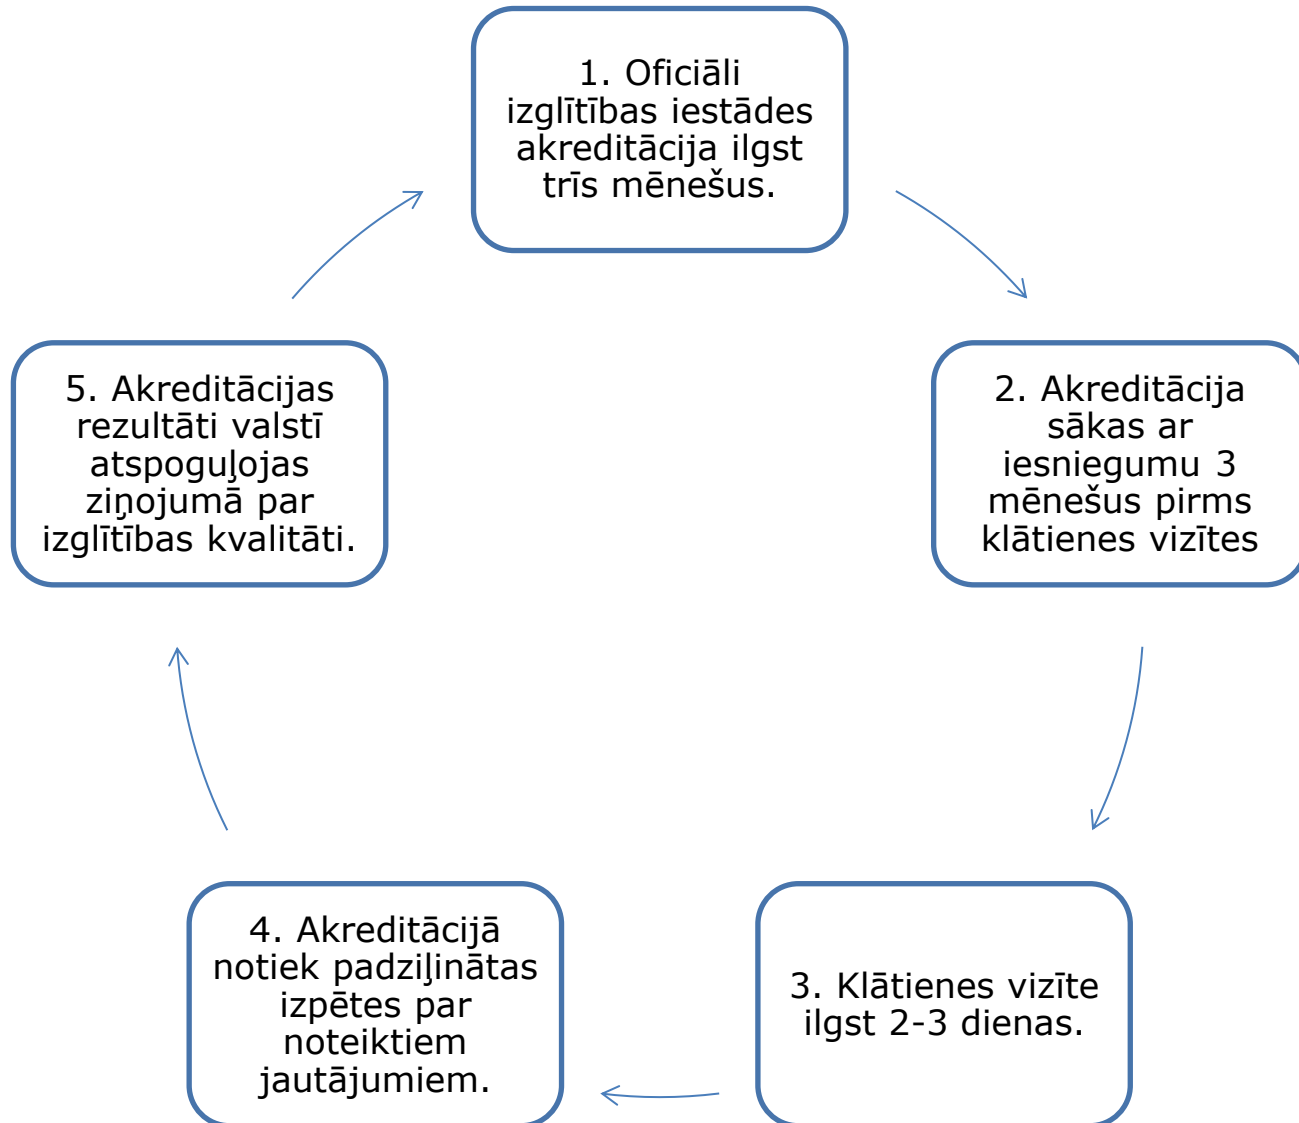 1. Oficiāli
izglītības iestādes
akreditācija ilgst
trīs mēnešus.
2. Akreditācija
sākas ar
iesniegumu 3
mēnešus pirms
klātienes vizītes
3. Klātienes vizīte
ilgst 2-3 dienas.
4. Akreditācijā
notiek padziļinātas
izpētes par
noteiktiem
jautājumiem.
5. Akreditācijas
rezultāti valstī
atspoguļojas
ziņojumā par
izglītības kvalitāti.